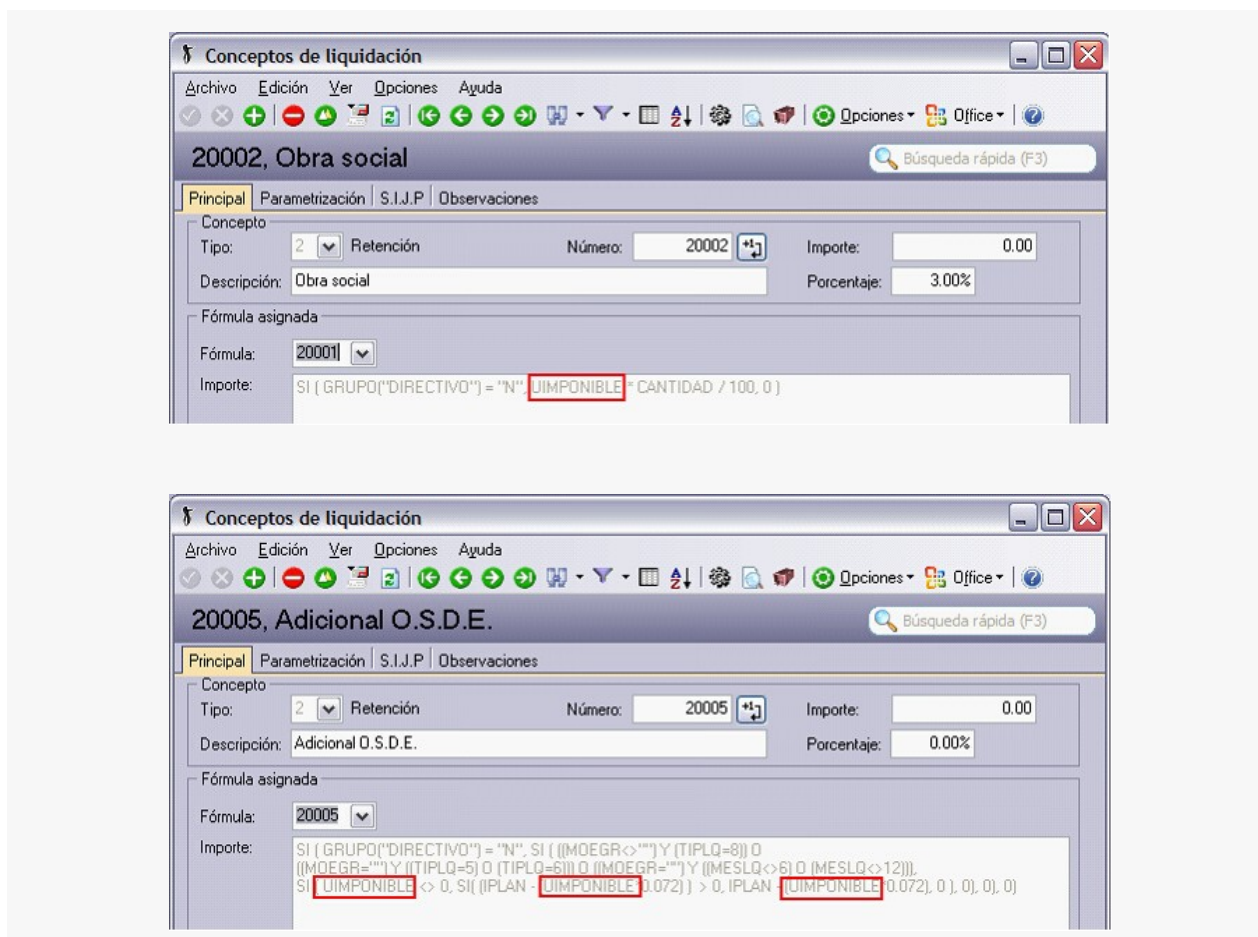 Conceptos de liquidación
Archivo Edición Ver Opciones Ayuda
Opciones Office
20002, Obra social
Búsqueda rápida (F3)
Principal Parametrización S.I.J.P Observaciones
Concepto
Tipo: 2 Retención Número: 20002 Importe: 0.00
Descripción: Obra social Porcentaje: 3.00%
Fórmula asignada
Fórmula: 20001
Importe: SI ( GRUPO("DIRECTIVO") = "N", UIMPONIBLE * CANTIDAD / 100, 0 )
Conceptos de liquidación
Archivo Edición Ver Opciones Ayuda
Opciones Office
20005, Adicional O.S.D.E.
Búsqueda rápida (F3)
Principal Parametrización S.I.J.P Observaciones
Concepto
Tipo: 2 Retención Número: 20005 Importe: 0.00
Descripción: Adicional O.S.D.E. Porcentaje: 0.00%
Fórmula asignada
Fórmula: 20005
Importe: SI ( GRUPO("DIRECTIVO") = "N", SI ( ((MOEGR<>"") Y (TIPLQ=8)) O
((MOEGR="") Y ((TIPLQ=5) O (TIPLQ=6))) O ((MOEGR="") Y ((MESLQ<>6) O (MESLQ<>12))),
SI ( UIMPONIBLE <> 0, SI( (IPLAN - (UIMPONIBLE*0.072) ) > 0, IPLAN - (UIMPONIBLE*0.072), 0 ), 0), 0), 0)